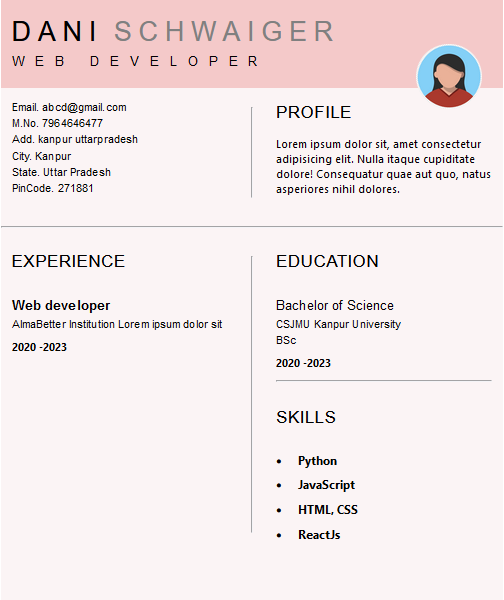 DANI SCHWAIGER
WEB DEVELOPER
Email. abcd@gmail.com
M.No. 7964646477
Add. kanpur uttarpradesh
City. Kanpur
State. Uttar Pradesh
PinCode. 271881
PROFILE
Lorem ipsum dolor sit, amet consectetur
adipisicing elit. Nulla itaque cupiditate
dolore! Consequatur quae aut quo, natus
asperiores nihil dolores.
EXPERIENCE
Web developer
AlmaBetter Institution Lorem ipsum dolor sit
2020 -2023
EDUCATION
Bachelor of Science
CSJMU Kanpur University
BSc
2020 -2023
SKILLS
• Python
• JavaScript
• HTML, CSS
• ReactJs